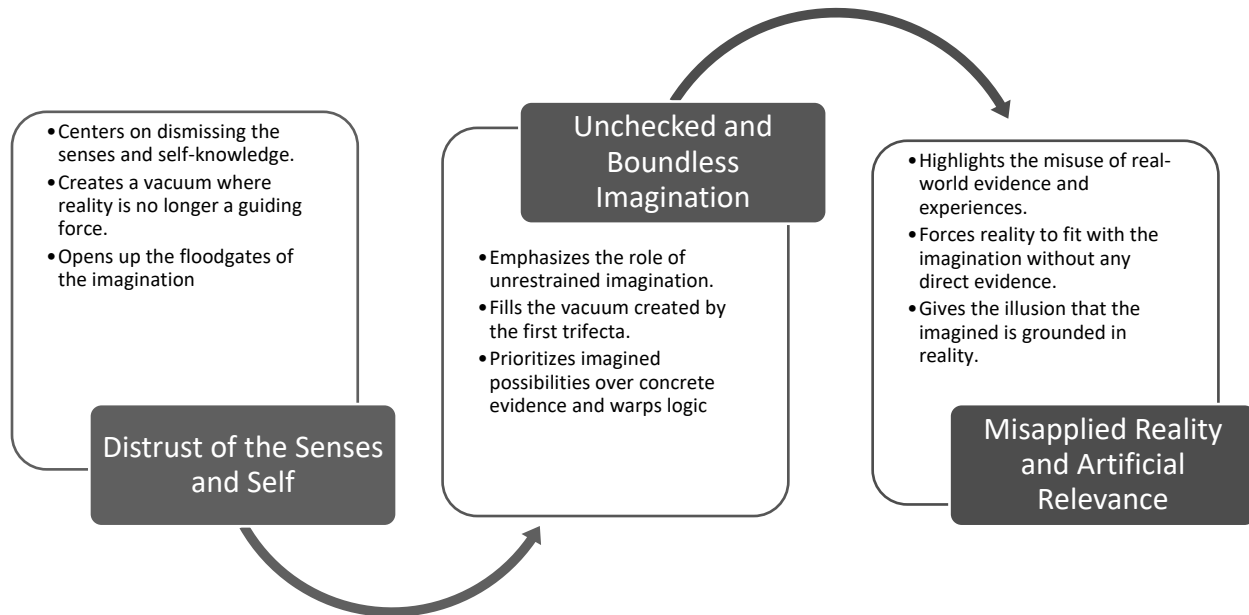 •Centers on dismissing the
senses and self-knowledge.
•Creates a vacuum where
reality is no longer a guiding
force.
•Opens up the floodgates of
the imagination
Distrust of the Senses
and Self
Unchecked and
Boundless
Imagination
•Emphasizes the role of
unrestrained imagination.
•Fills the vacuum created by
the first trifecta.
•Prioritizes imagined
possibilities over concrete
evidence and warps logic
•Highlights the misuse of real-
world evidence and
experiences.
•Forces reality to fit with the
imagination without any
direct evidence.
•Gives the illusion that the
imagined is grounded in
reality.
Misapplied Reality
and Artificial
Relevance